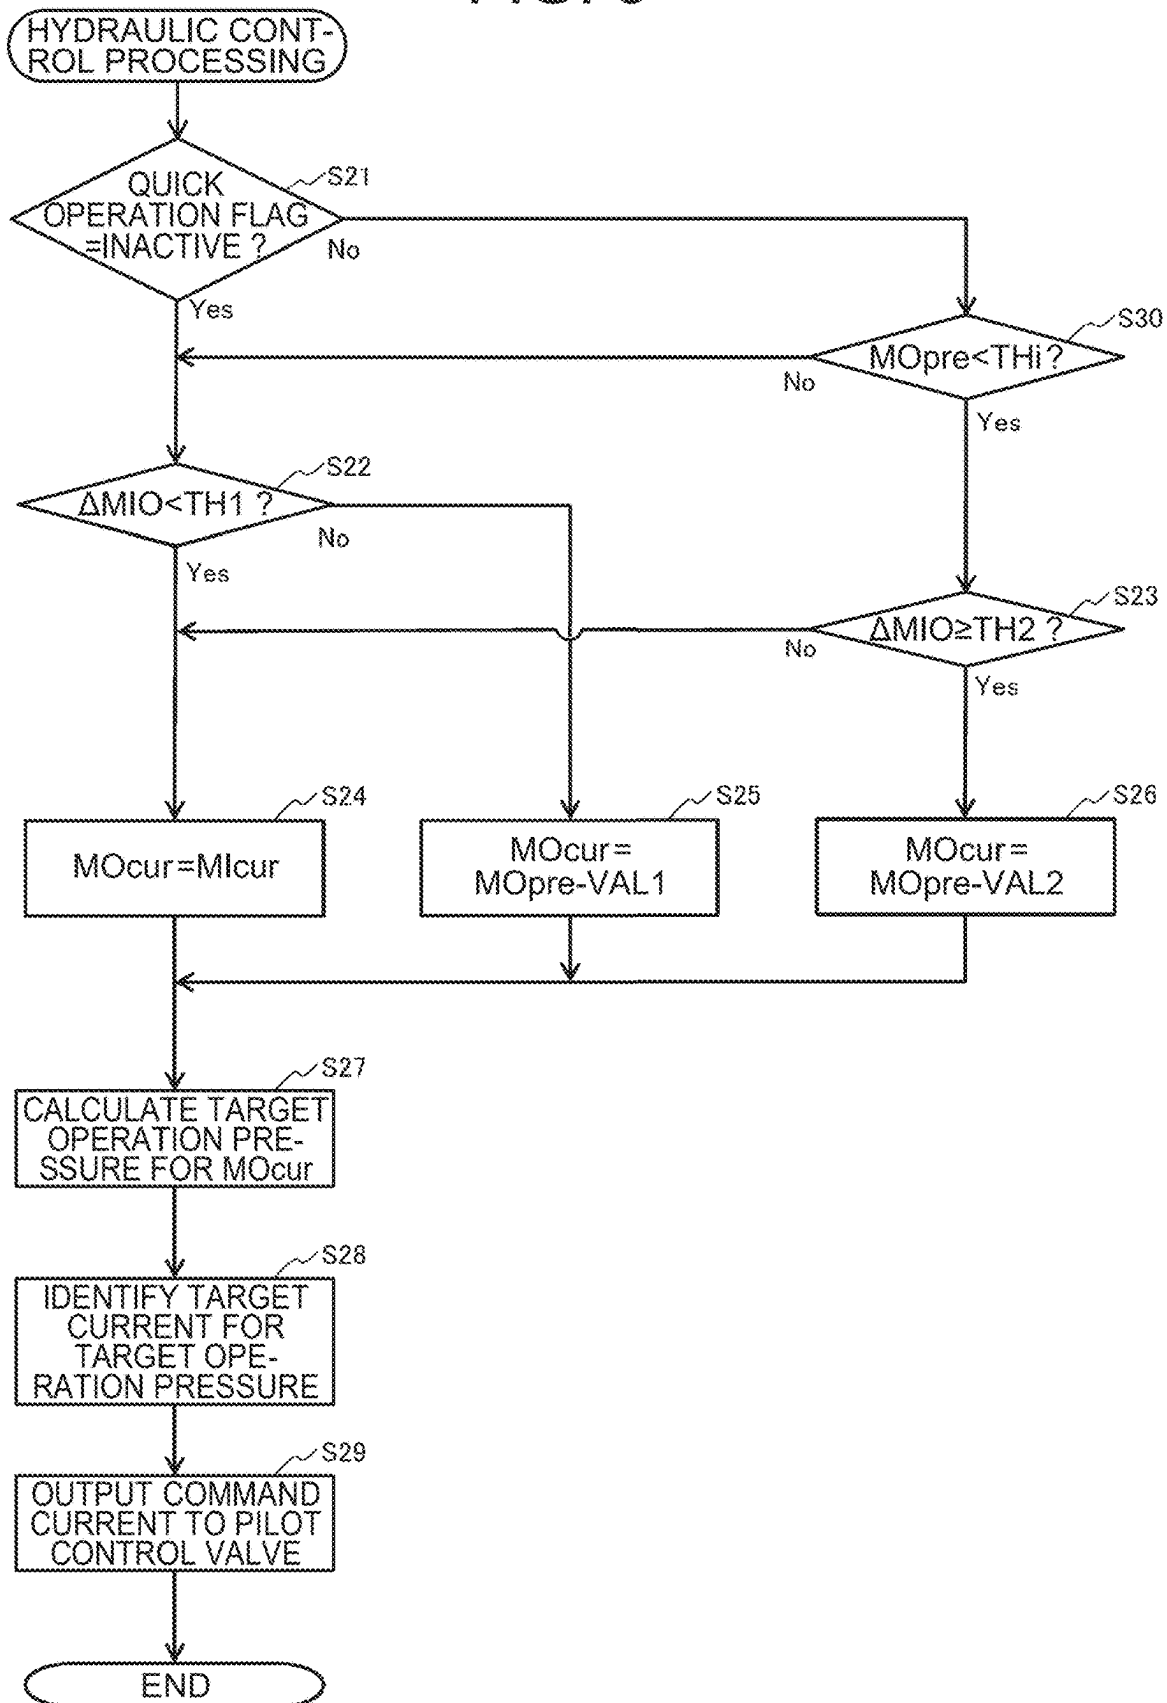 HYDRAULIC CONT-
ROL PROCESSING
QUICK
OPERATION FLAG
=INACTIVE ?
S21
No
Yes
MOpre<THi?
S30
No
Yes
ΔMIO<TH1 ?
S22
No
Yes
ΔMIO≥TH2 ?
S23
No
Yes
S24
MOcur=MIcur
S25
MOcur=
MOpre-VAL1
S26
MOcur=
MOpre-VAL2
S27
CALCULATE TARGET
OPERATION PRE-
SSURE FOR MOcur
S28
IDENTIFY TARGET
CURRENT FOR
TARGET OPE-
RATION PRESSURE
S29
OUTPUT COMMAND
CURRENT TO PILOT
CONTROL VALVE
END